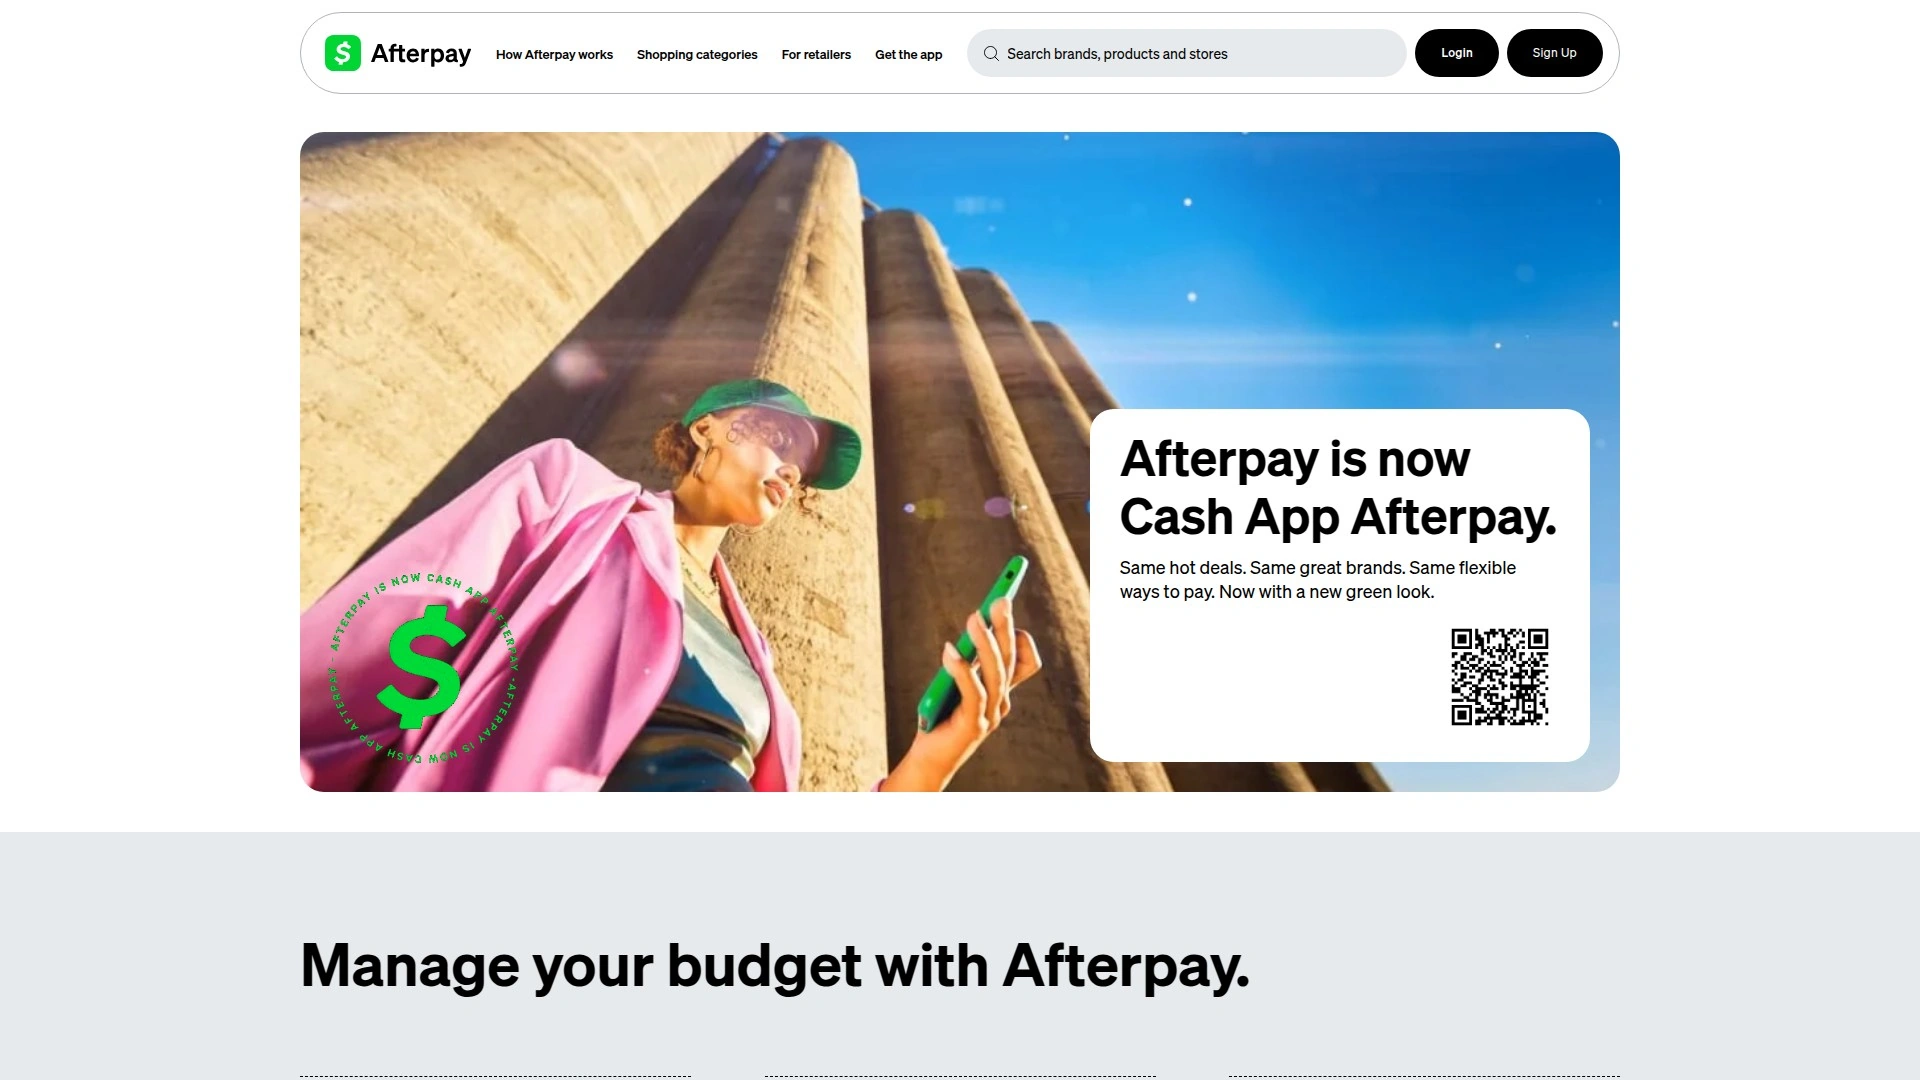 Afterpay
How Afterpay works
Shopping categories
For retailers
Get the app
Search brands, products and stores
Login
Sign Up
Afterpay is now
Cash App Afterpay.
Same hot deals. Same great brands. Same flexible
ways to pay. Now with a new green look.
AFTERPAY IS NOW CASH APP AFTERPAY · AFTERPAY IS NOW CASH APP AFTERPAY ·
Manage your budget with Afterpay.